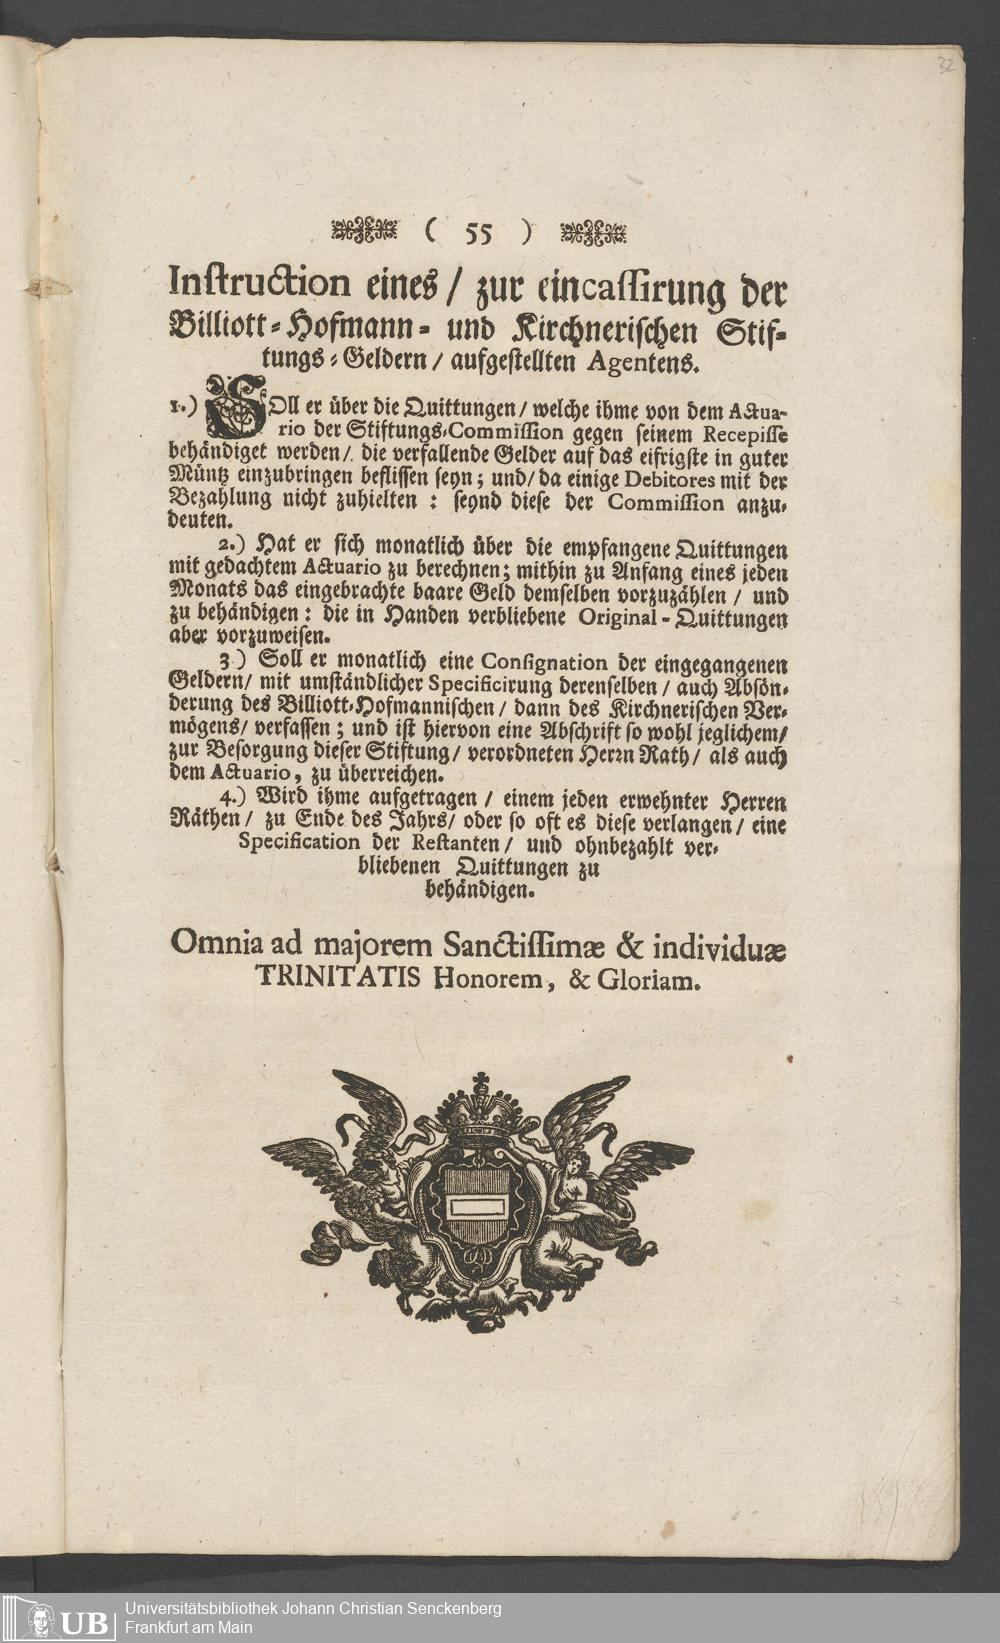 32
( 55 )
Instruction eines / zur eincassirung der
Billiott-Hofmann- und Kirchnerischen Stif-
tungs-Geldern / aufgestellten Agentens.
1.) SOll er über die Quittungen / welche ihme von dem Actua-
rio der Stiftungs-Commission gegen seinem Recepisse
behändiget werden / die verfallende Gelder auf das eifrigste in guter
Müntz einzubringen beflissen seyn; und / da einige Debitores mit der
Bezahlung nicht zuhielten : seynd diese der Commission anzu-
deuten.
2.) Hat er sich monatlich über die empfangene Quittungen
mit gedachtem Actuario zu berechnen; mithin zu Anfang eines jeden
Monats das eingebrachte baare Geld demselben vorzuzählen / und
zu behändigen : die in Handen verbliebene Original-Quittungen
aber vorzuweisen.
3.) Soll er monatlich eine Consignation der eingegangenen
Geldern / mit umständlicher Specificirung derenselben / auch Absön-
derung des Billiott-Hofmannischen / dann des Kirchnerischen Ver-
mögens / verfassen ; und ist hiervon eine Abschrift so wohl jeglichem /
zur Besorgung dieser Stiftung / verordneten Herrn Rath / als auch
dem Actuario, zu überreichen.
4.) Wird ihme aufgetragen / einem jeden erwehnter Herren
Räthen / zu Ende des Jahrs / oder so oft es diese verlangen / eine
Specification der Restanten / und ohnbezahlt ver-
bliebenen Quittungen zu
behändigen.
Omnia ad majorem Sanctissimæ & individuæ
TRINITATIS Honorem, & Gloriam.
UB Universitätsbibliothek Johann Christian Senckenberg
Frankfurt am Main